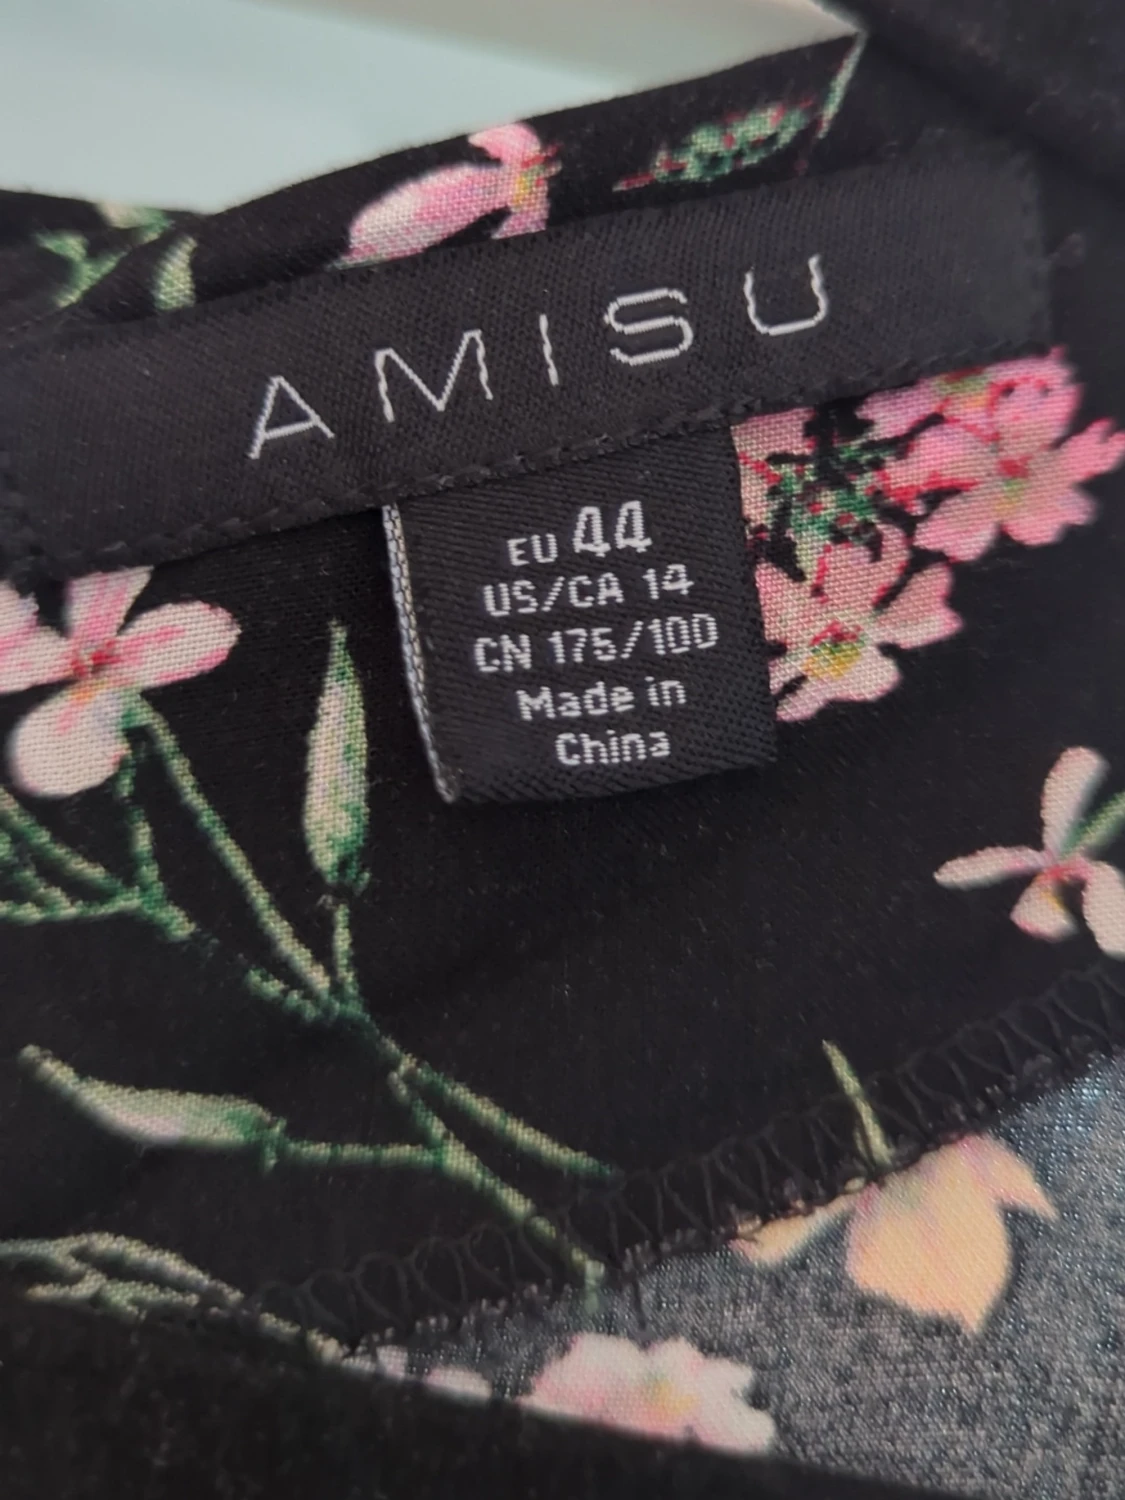 AMISU
EU 44
US/CA 14
CN 175/100
Made in
China